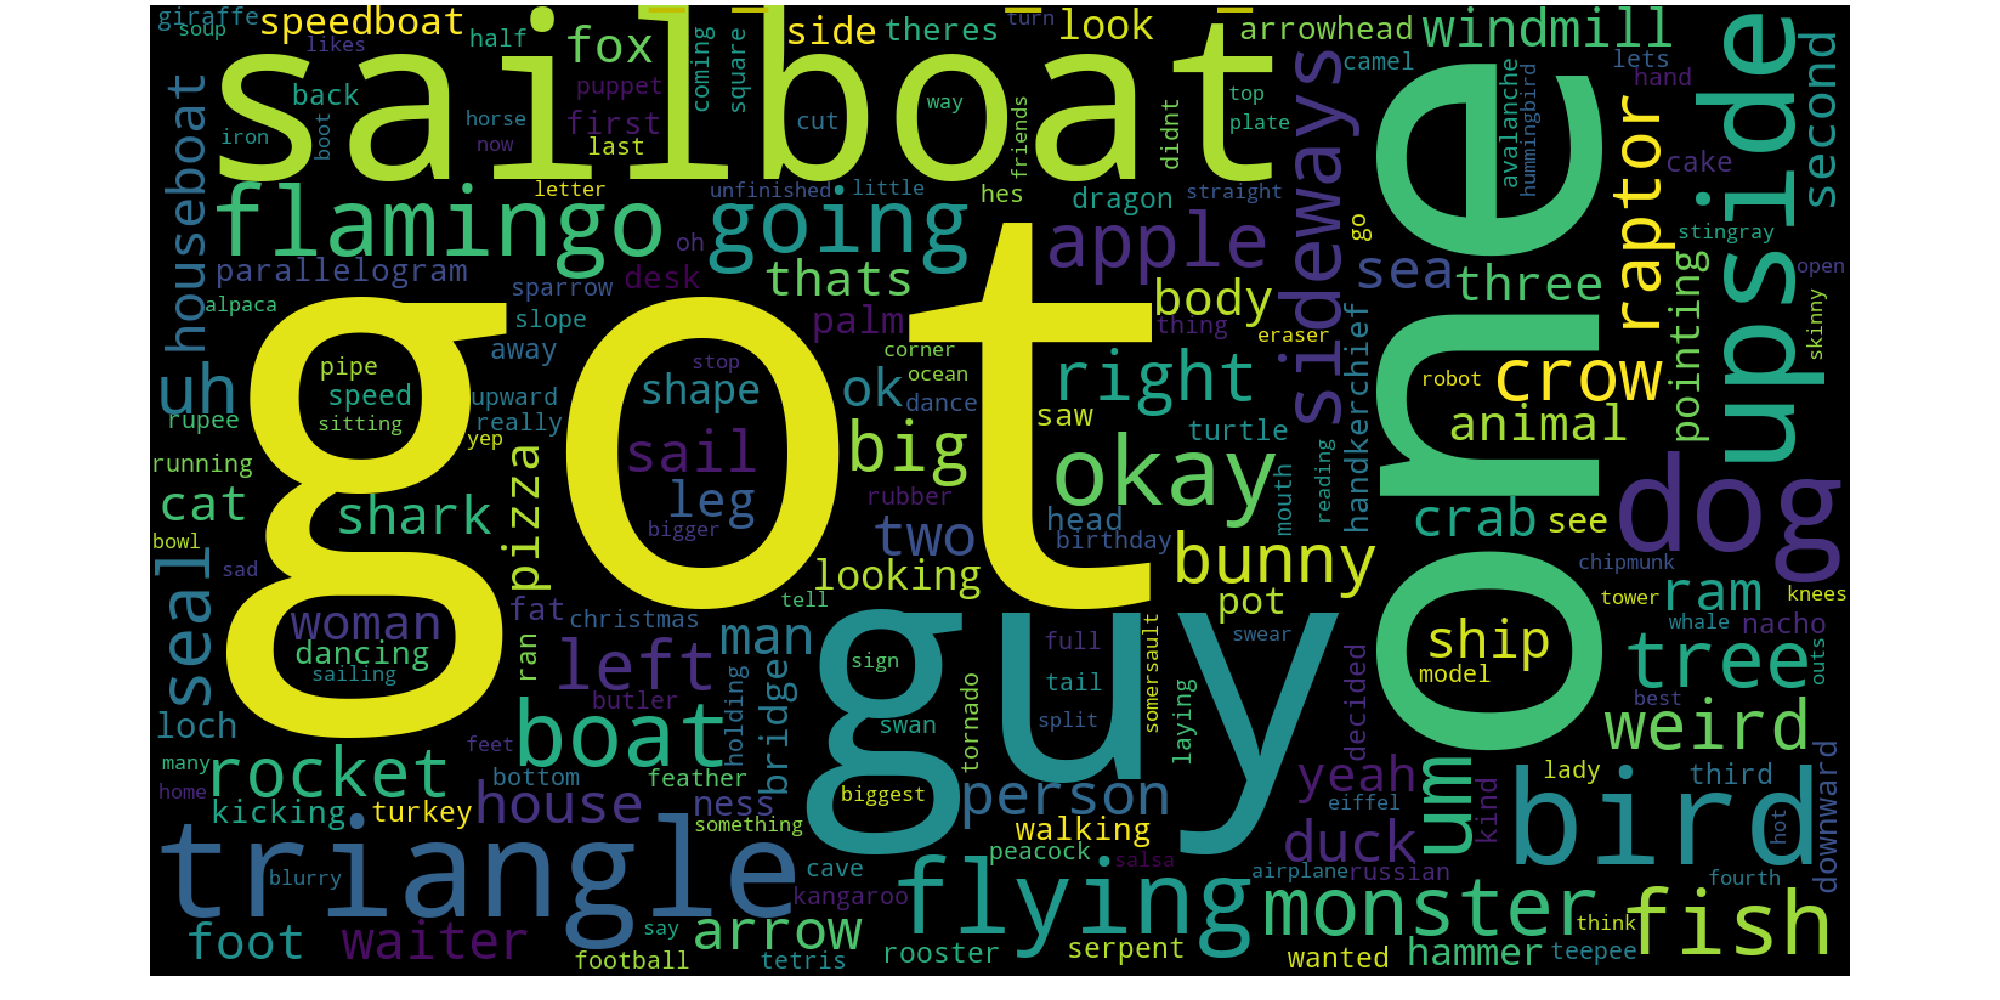 giraffe
soup
speedboat
likes
half
fox
coming
square
side
theres
turn
look
arrowhead
windmill
lets
second
sailboat
puppet
first
back
iron
boot
horse
now
last
cut
way
friends
didnt
top
plate
sideways
camel
avalanche
hummingbird
hand
raptor
cake
upside
houseboat
flamingo
letter
unfinished
little
going
hes
dragon
straight
apple
go
stingray
open
one
parallelogram
oh
desk
thats
sea
three
pointing
alpaca
sparrow
slope
away
palm
body
thing
eraser
handkerchief
skinny
got
uh
pipe
speed
sitting
rupee
upward
really
yep
stop
shape
ok
corner
ocean
dance
right
saw
turtle
robot
crow
animal
running
cat
shark
pizza
sail
leg
bigger
big
rubber
two
okay
head
birthday
mouth
reading
crab
see
dog
bowl
sad
seal
looking
bunny
chipmunk
woman
dancing
sailing
fat
christmas
ran
tell
pot
swear
ship
model
tower
ram
knees
whale
nacho
left
butler
man
holding
bridge
guy
sign
full
tail
split
somersault
laying
decided
tree
outs
best
weird
loch
boat
swan
tornado
many
home
rocket
feet
bottom
feather
ness
biggest
person
yeah
eiffel
um
kind
lady
third
downward
kicking
turkey
house
something
walking
duck
bird
hot
triangle
blurry
cave
kangaroo
peacock
salsa
airplane
russian
fourth
flying
monster
fish
foot
waiter
say
arrow
football
tetris
rooster
serpent
wanted
hammer
think
teepee